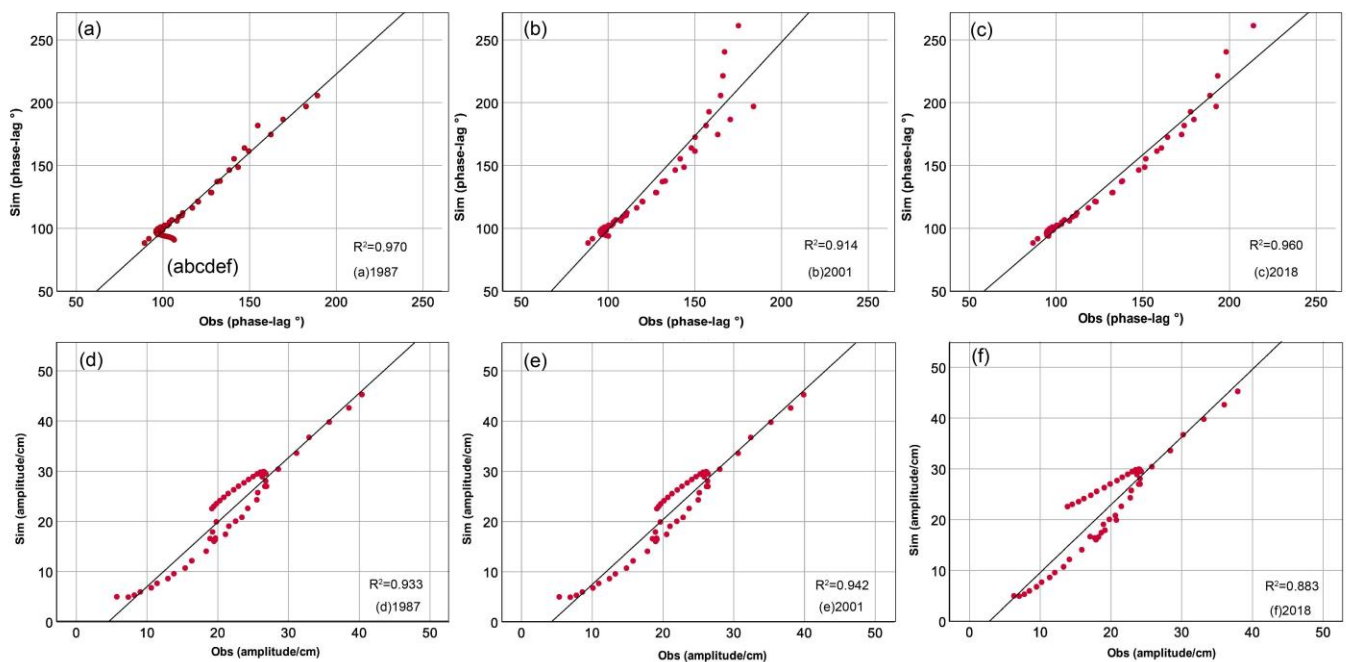 (a)
250
200
150
100
50
Sim (phase-lag °)
R²=0.970
(abcdef)
(a)1987
50
100
150
200
250
Obs (phase-lag °)
(b)
250
200
150
100
50
Sim (phase-lag °)
R²=0.914
(b)2001
50
100
150
200
250
Obs (phase-lag °)
(c)
250
200
150
100
50
Sim (phase-lag °)
R²=0.960
(c)2018
50
100
150
200
250
Obs (phase-lag °)
(d)
50
40
30
20
10
0
Sim (amplitude/cm)
R²=0.933
(d)1987
0
10
20
30
40
50
Obs (amplitude/cm)
(e)
50
40
30
20
10
0
Sim (amplitude/cm)
R²=0.942
(e)2001
0
10
20
30
40
50
Obs (amplitude/cm)
(f)
50
40
30
20
10
0
Sim (amplitude/cm)
R²=0.883
(f)2018
0
10
20
30
40
50
Obs (amplitude/cm)